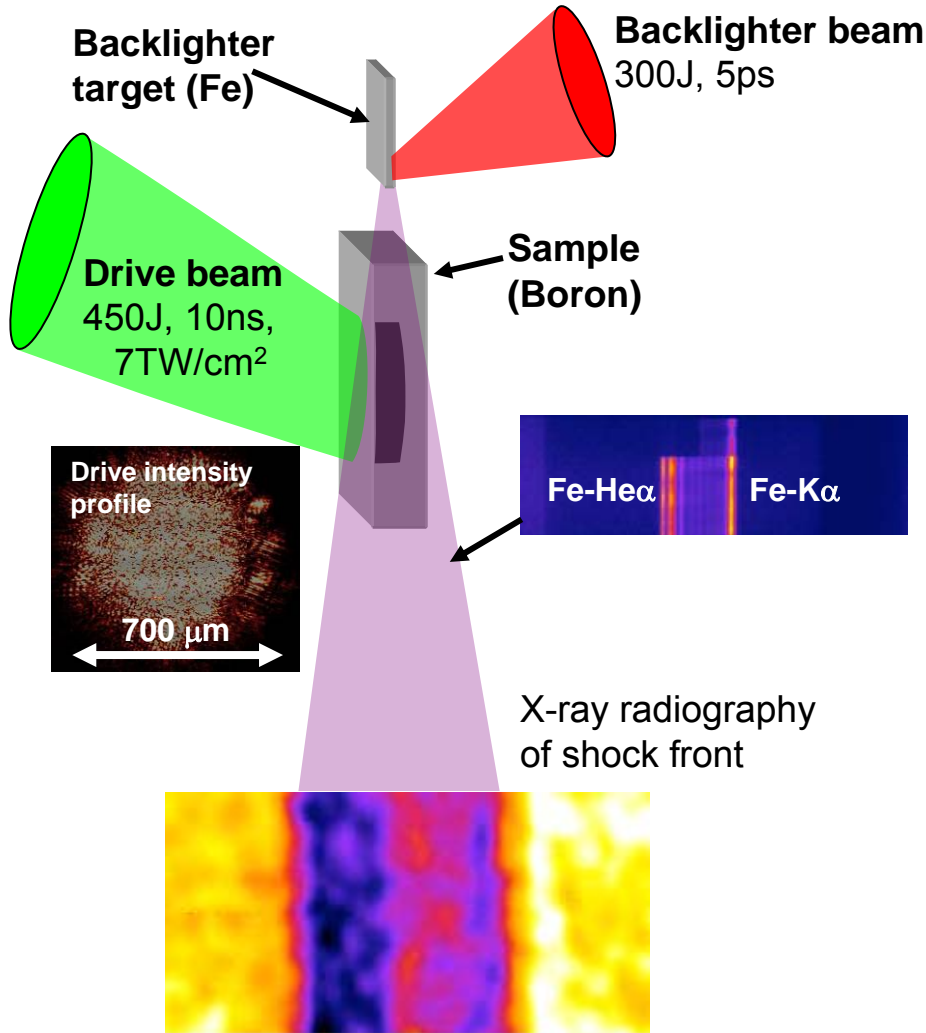 Backlighter
target (Fe)
Backlighter beam
300J, 5ps
Drive beam
450J, 10ns,
7TW/cm²
Sample
(Boron)
Fe-Heα
Fe-Kα
Drive intensity
profile
700 μm
X-ray radiography
of shock front